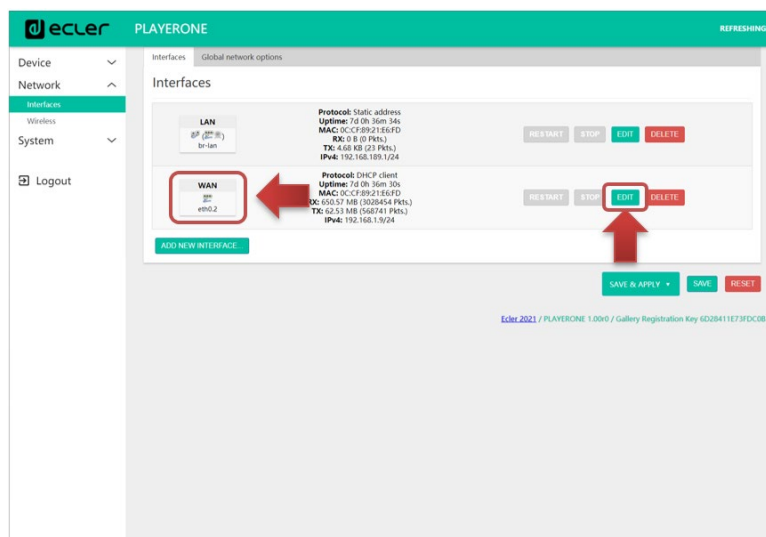 ecler
PLAYERONE
REFRESHING
Device
Network
Interfaces
Wireless
System
Logout
Interfaces Global network options
Interfaces
LAN
br-lan
Protocol: Static address
Uptime: 7d 0h 36m 34s
MAC: 0C:CF:89:21:E6:FD
RX: 0 B (0 Pkts.)
TX: 4.68 KB (23 Pkts.)
IPv4: 192.168.189.1/24
RESTART STOP EDIT DELETE
WAN
eth0.2
Protocol: DHCP client
Uptime: 7d 0h 36m 30s
MAC: 0C:CF:89:21:E6:FD
RX: 650.57 MB (3028454 Pkts.)
TX: 62.53 MB (568741 Pkts.)
IPv4: 192.168.1.9/24
RESTART STOP EDIT DELETE
ADD NEW INTERFACE...
SAVE & APPLY SAVE RESET
Ecler 2021 / PLAYERONE 1.00r0 / Gallery Registration Key 6D28411E73FDC0B